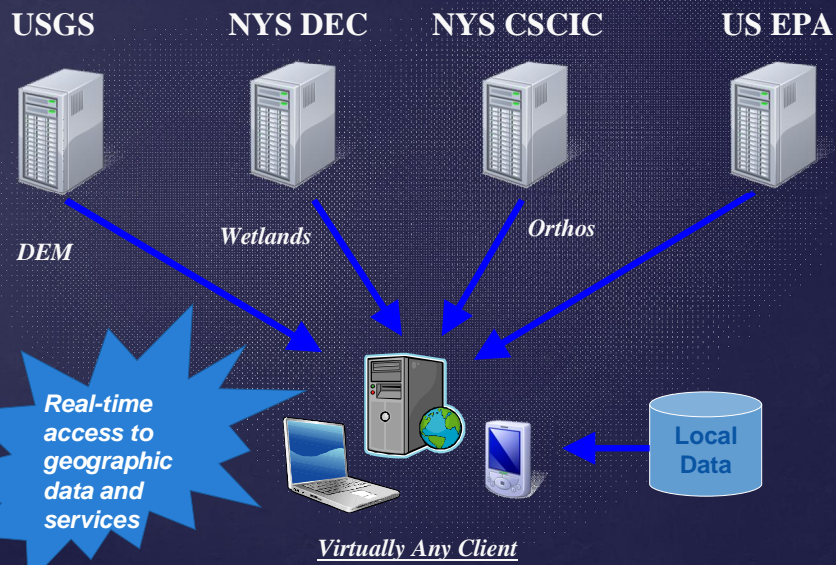 USGS
NYS DEC
NYS CSCIC
US EPA
DEM
Wetlands
Orthos
Real-time
access to
geographic
data and
services
Local
Data
Virtually Any Client